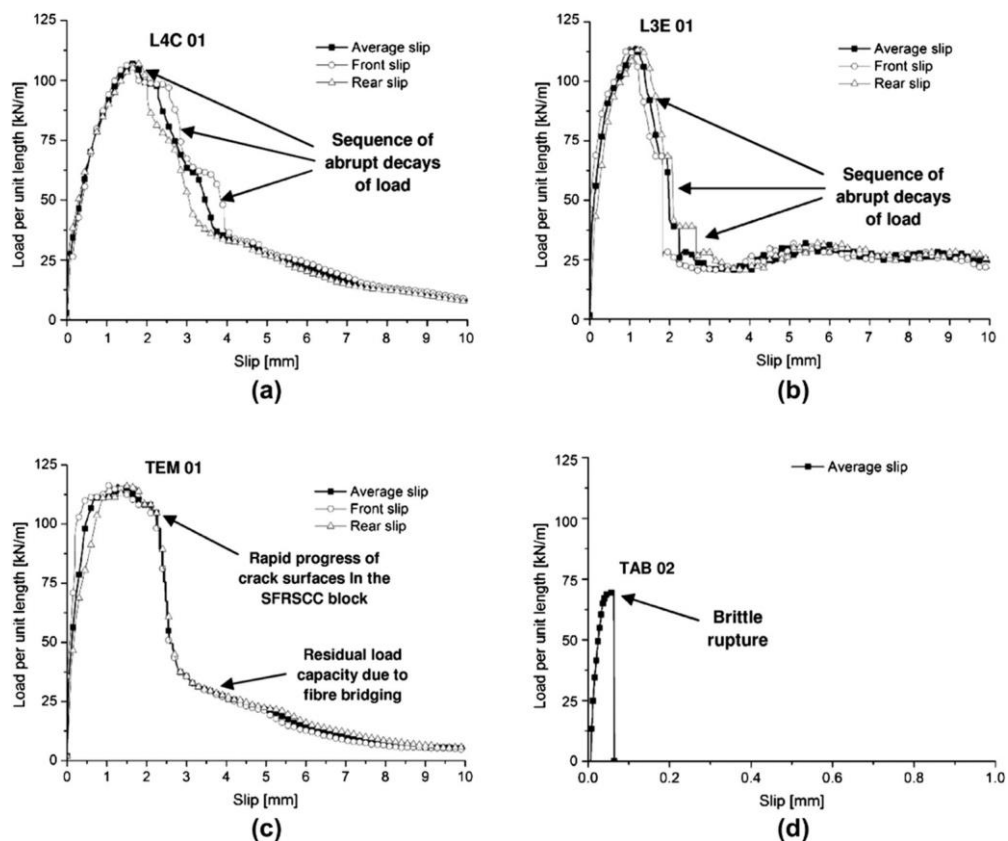 L4C 01
Average slip
Front slip
Rear slip
Sequence of
abrupt decays
of load
Load per unit length [kN/m]
125
100
75
50
25
0
0 1 2 3 4 5 6 7 8 9 10
Slip [mm]
(a)
L3E 01
Average slip
Front slip
Rear slip
Sequence of
abrupt decays
of load
Load per unit length [kN/m]
125
100
75
50
25
0
0 1 2 3 4 5 6 7 8 9 10
Slip [mm]
(b)
TEM 01
Average slip
Front slip
Rear slip
Rapid progress of
crack surfaces in the
SFRSCC block
Residual load
capacity due to
fibre bridging
Load per unit length [kN/m]
125
100
75
50
25
0
0 1 2 3 4 5 6 7 8 9 10
Slip [mm]
(c)
Average slip
TAB 02
Brittle
rupture
Load per unit length [kN/m]
125
100
75
50
25
0
0.0 0.2 0.4 0.6 0.8 1.0
Slip [mm]
(d)